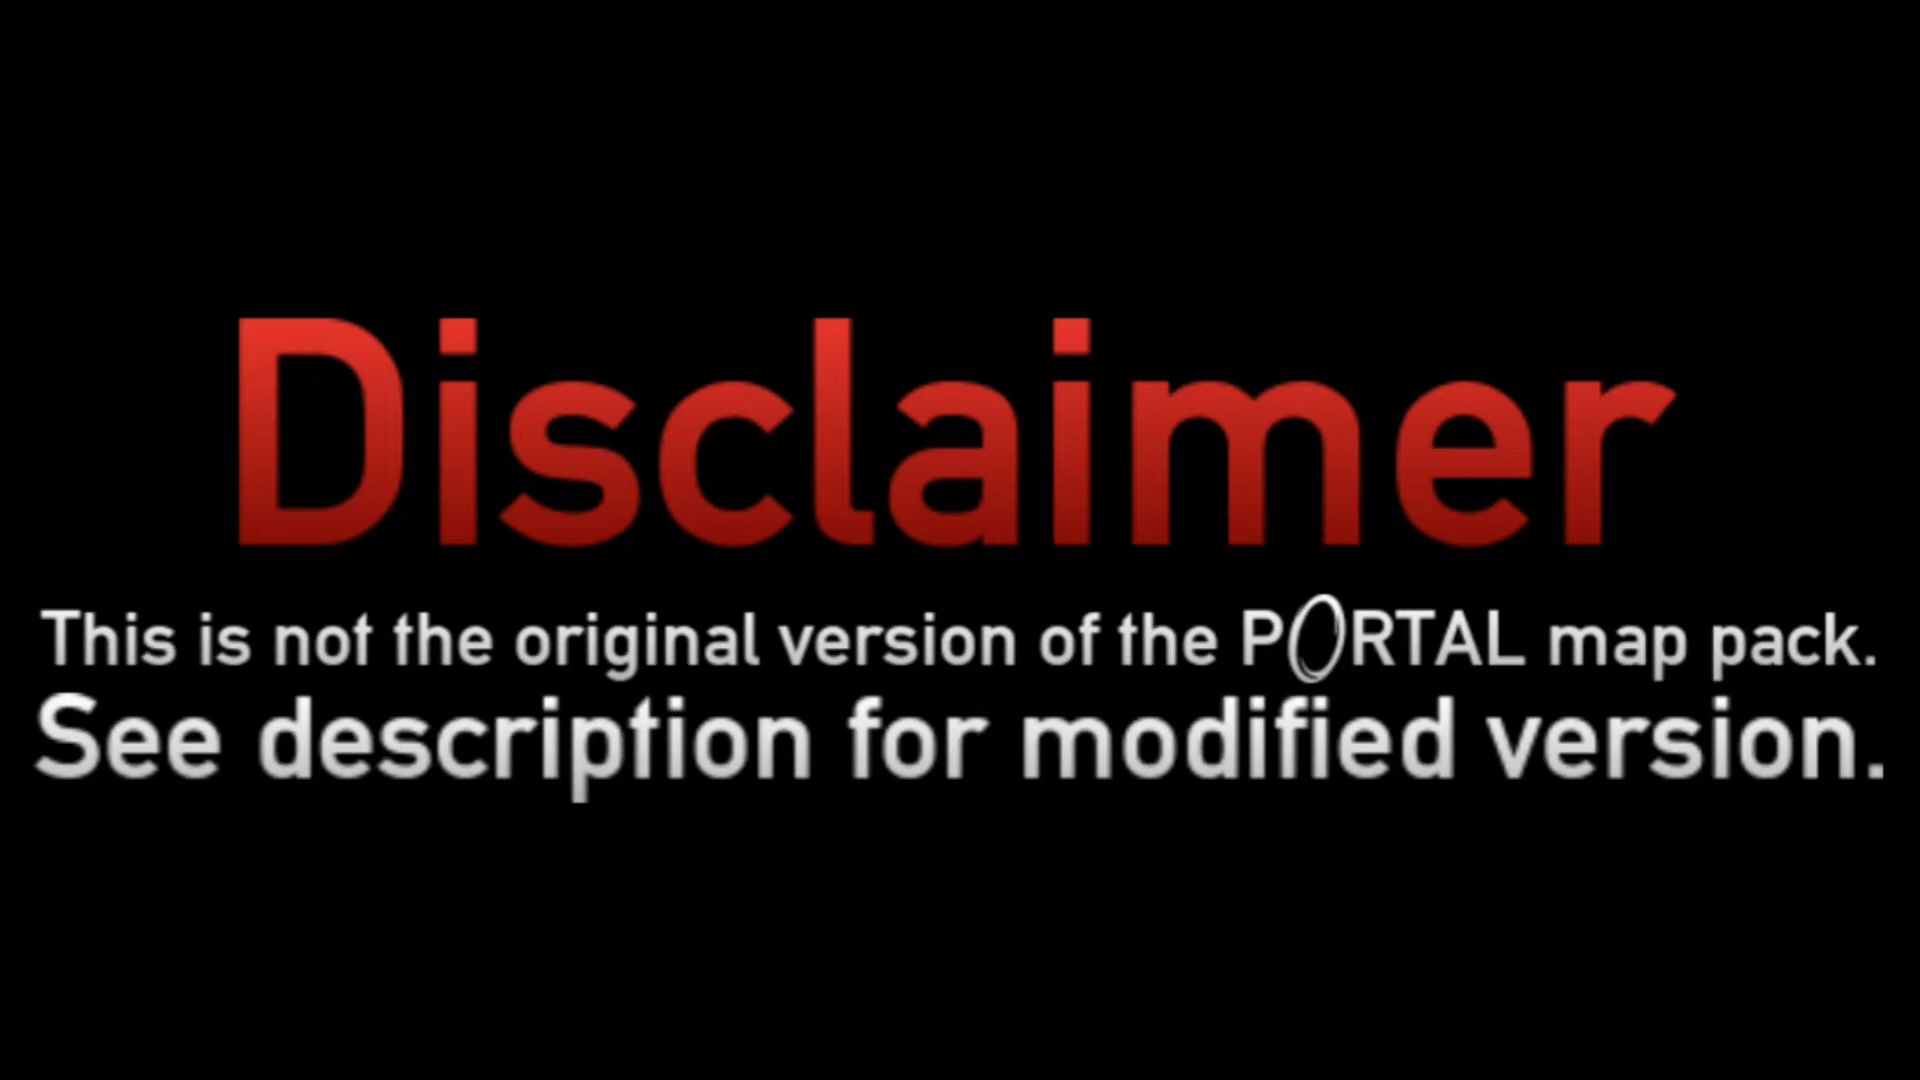 Disclaimer
This is not the original version of the PORTAL map pack.
See description for modified version.